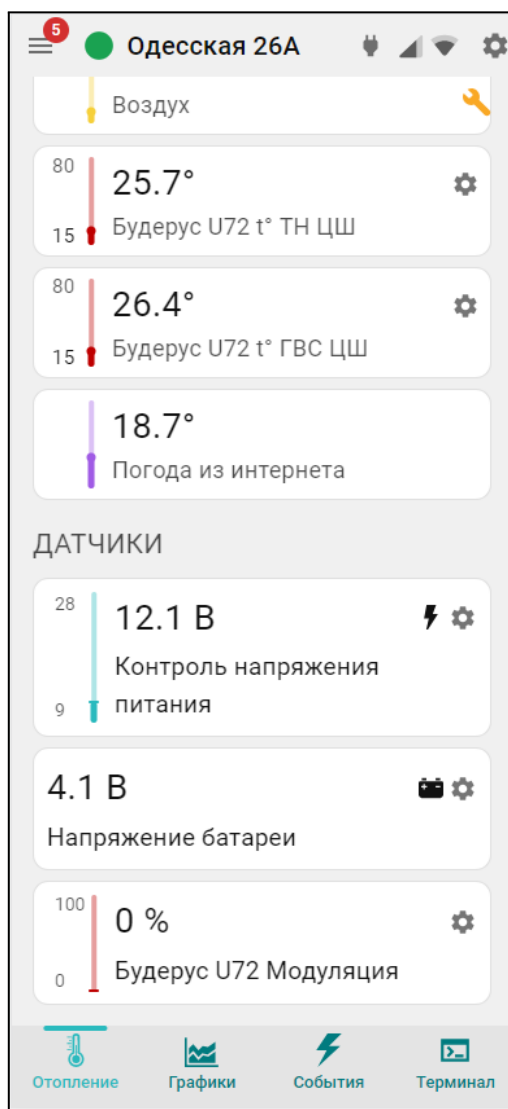 5
Одесская 26А
Воздух
80
25.7°
15
Будерус U72 t° ТН ЦШ
80
26.4°
15
Будерус U72 t° ГВС ЦШ
18.7°
Погода из интернета
ДАТЧИКИ
28
12.1 В
Контроль напряжения
9
питания
4.1 В
Напряжение батареи
100
0 %
0
Будерус U72 Модуляция
Отопление
Графики
События
Терминал